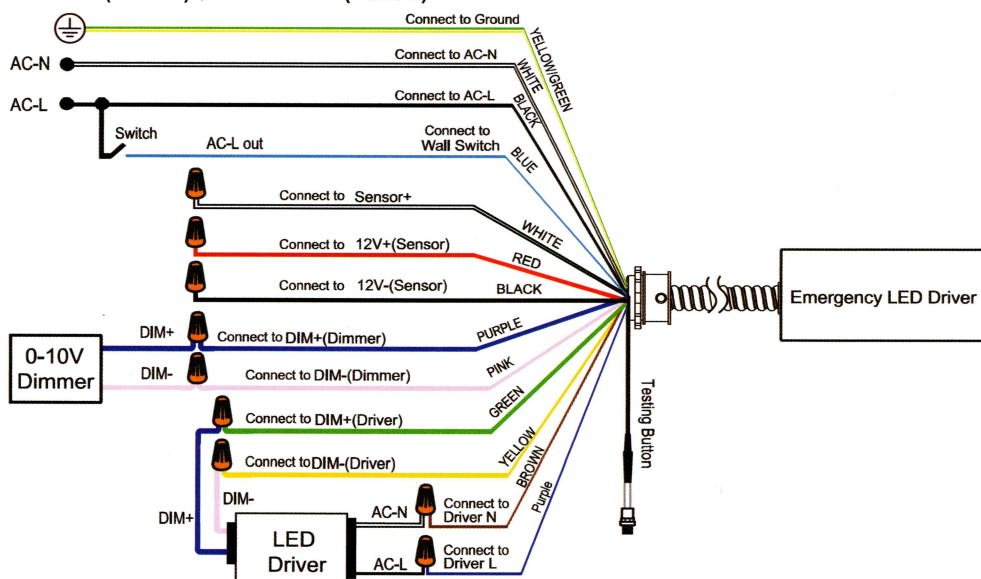 Connect to Ground
YELLOW/GREEN
AC-N
Connect to AC-N
WHITE
AC-L
Connect to AC-L
BLACK
Switch
AC-L out
Connect to
Wall Switch
BLUE
Connect to Sensor+
WHITE
Connect to 12V+(Sensor)
RED
Connect to 12V-(Sensor)
BLACK
Emergency LED Driver
0-10V
Dimmer
DIM+
Connect to DIM+(Dimmer)
PURPLE
DIM-
Connect to DIM-(Dimmer)
PINK
Connect to DIM+(Driver)
GREEN
Connect to DIM-(Driver)
YELLOW
BROWN
Purple
Testing Button
DIM-
DIM+
LED
Driver
AC-N
Connect to
Driver N
AC-L
Connect to
Driver L